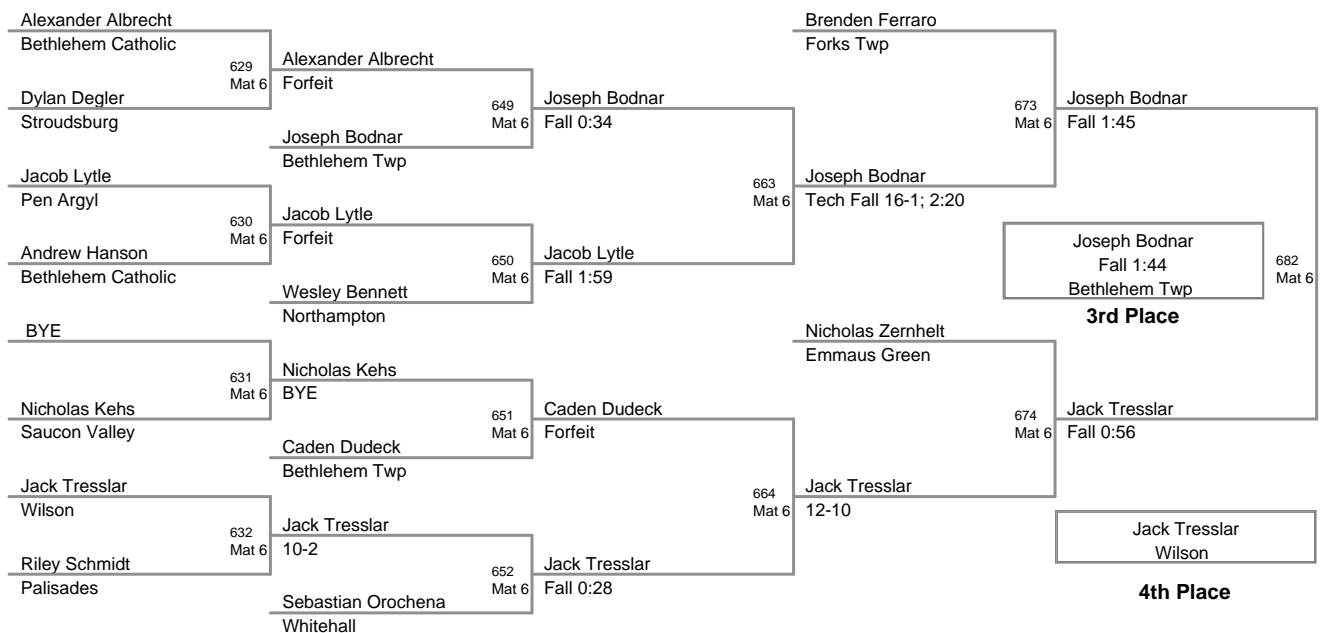 Alexander Albrecht
Bethlehem Catholic
629
Mat 6
Dylan Degler
Stroudsburg
Jacob Lytle
Pen Argyl
630
Mat 6
Andrew Hanson
Bethlehem Catholic
BYE
631
Mat 6
Nicholas Kehs
Saucon Valley
Jack Tresslar
Wilson
632
Mat 6
Riley Schmidt
Palisades
Alexander Albrecht
Forfeit
649
Mat 6
Joseph Bodnar
Bethlehem Twp
Jacob Lytle
Forfeit
650
Mat 6
Wesley Bennett
Northampton
Nicholas Kehs
BYE
651
Mat 6
Caden Dudeck
Bethlehem Twp
Jack Tresslar
10-2
652
Mat 6
Sebastian Orochena
Whitehall
Joseph Bodnar
Fall 0:34
663
Mat 6
Jacob Lytle
Fall 1:59
Caden Dudeck
Forfeit
664
Mat 6
Jack Tresslar
Fall 0:28
Brenden Ferraro
Forks Twp
673
Mat 6
Joseph Bodnar
Tech Fall 16-1; 2:20
Nicholas Zernhelt
Emmaus Green
674
Mat 6
Jack Tresslar
12-10
Joseph Bodnar
Fall 1:45
682
Mat 6
Jack Tresslar
Fall 0:56
Joseph Bodnar
Fall 1:44
Bethlehem Twp
3rd Place
Jack Tresslar
Wilson
4th Place